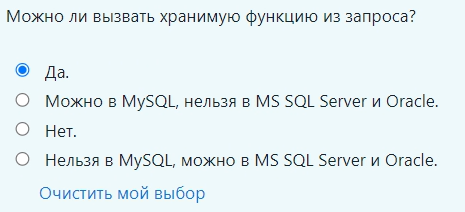 Можно ли вызвать хранимую функцию из запроса?
Да.
Можно в MySQL, нельзя в MS SQL Server и Oracle.
Нет.
Нельзя в MySQL, можно в MS SQL Server и Oracle.
Очистить мой выбор